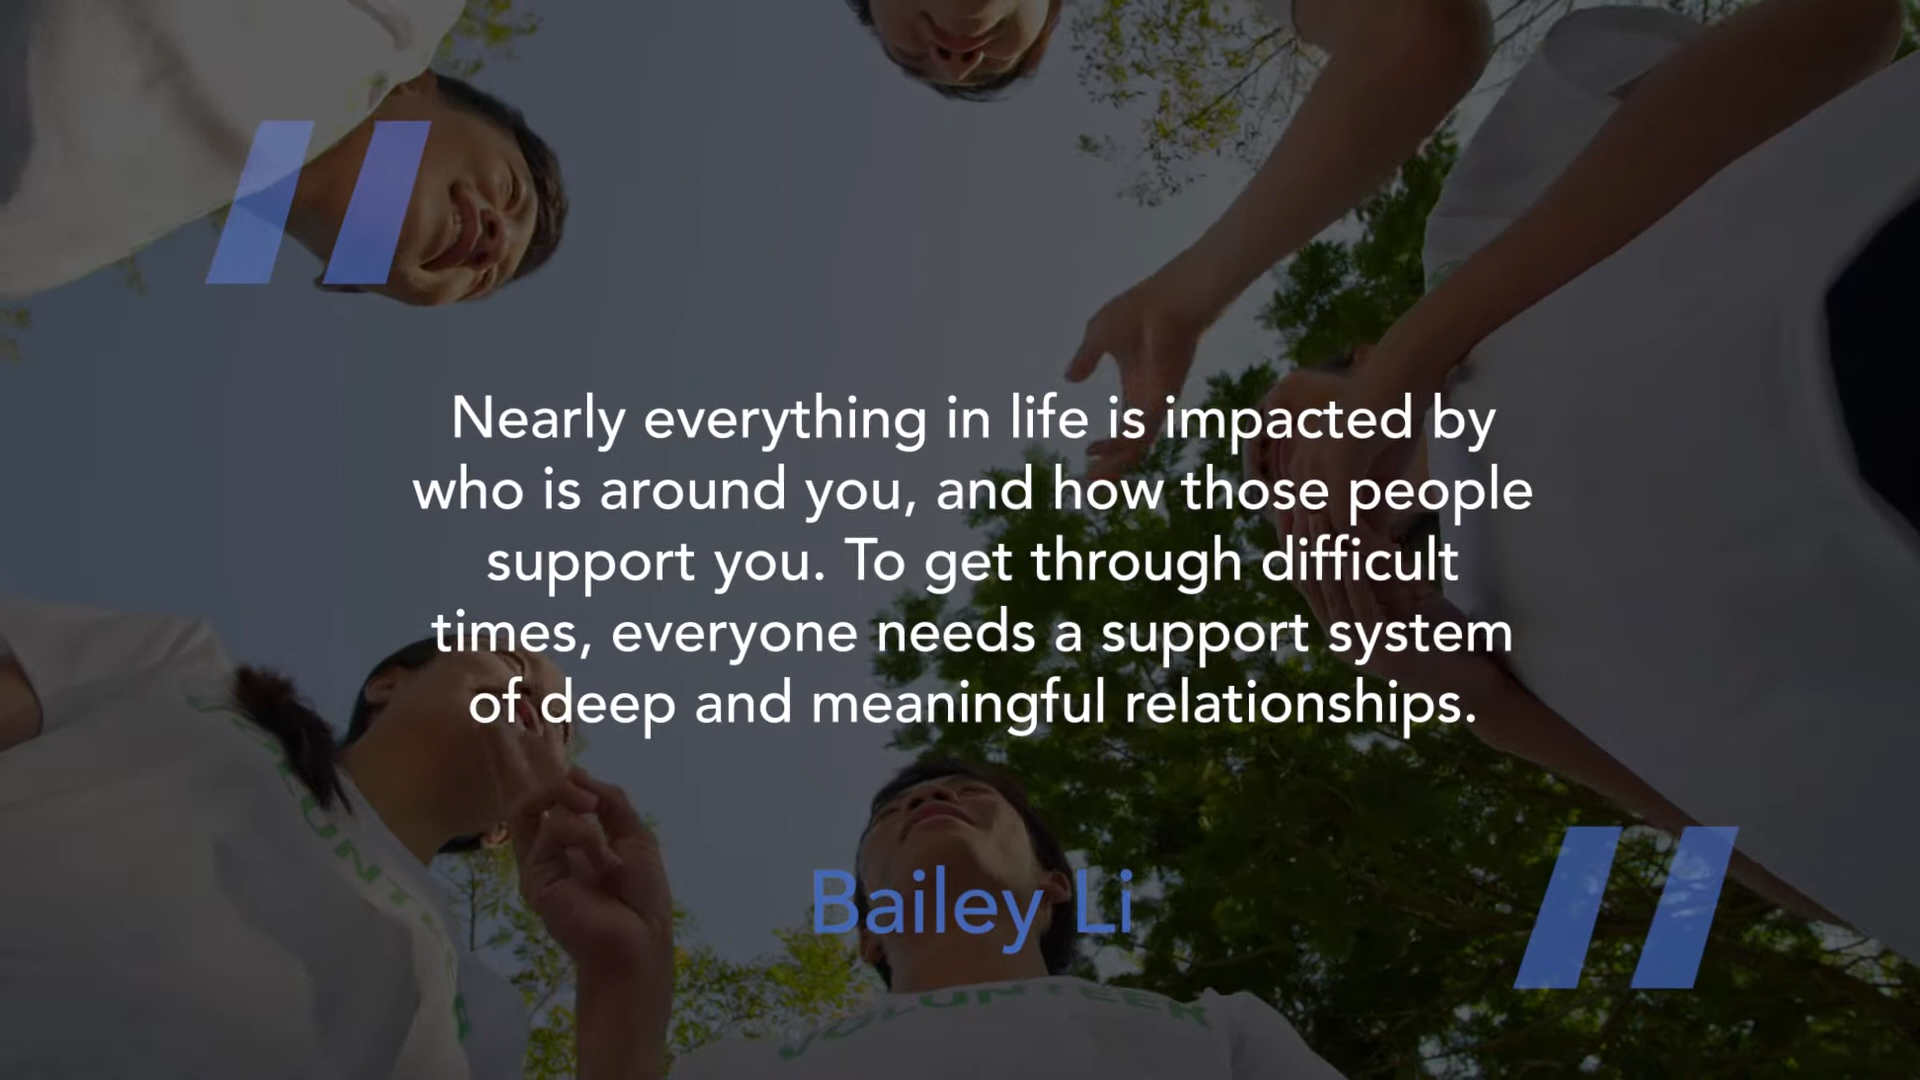 Nearly everything in life is impacted by
who is around you, and how those people
support you. To get through difficult
times, everyone needs a support system
of deep and meaningful relationships.
Bailey Li
VOLUNTEER